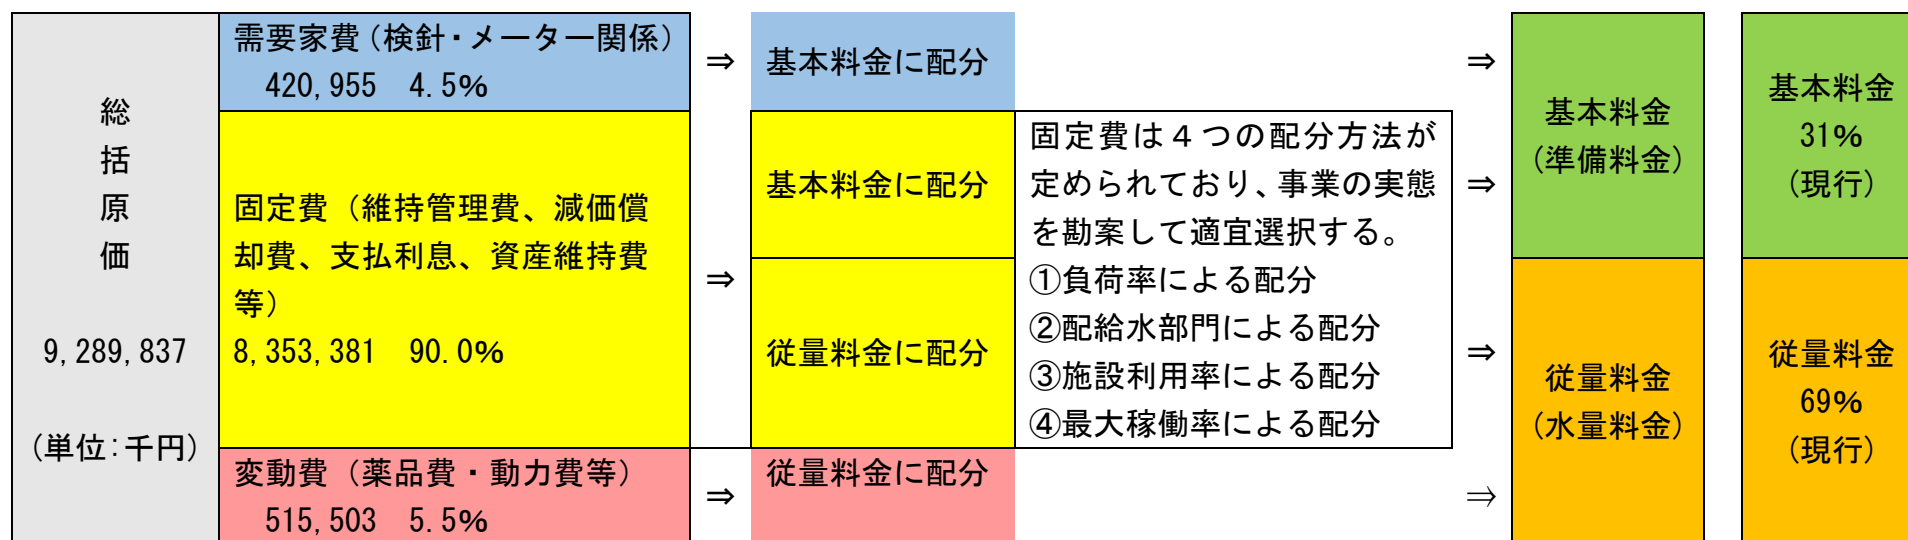 総
括
原
価
9,289,837
(単位:千円)
需要家費(検針・メーター関係)
420,955 4.5%
固定費(維持管理費、減価償
却費、支払利息、資産維持費
等)
8,353,381 90.0%
変動費(薬品費・動力費等)
515,503 5.5%
⇒
⇒
⇒
基本料金に配分
基本料金に配分
従量料金に配分
従量料金に配分
固定費は4つの配分方法が
定められており、事業の実態
を勘案して適宜選択する。
①負荷率による配分
②配給水部門による配分
③施設利用率による配分
④最大稼働率による配分
⇒
⇒
⇒
⇒
基本料金
(準備料金)
従量料金
(水量料金)
基本料金
31%
(現行)
従量料金
69%
(現行)